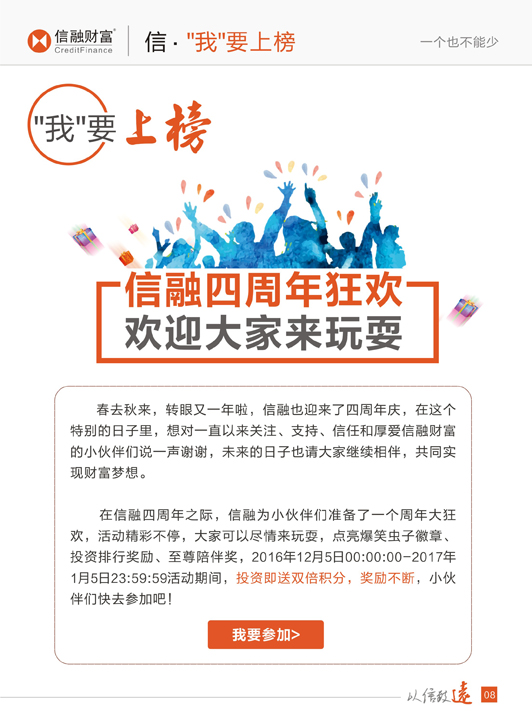 信融财富®
CreditFinance
信·"我"要上榜
一个也不能少
"我"要上榜
信融四周年狂欢
欢迎大家来玩耍
春去秋来，转眼又一年啦，信融也迎来了四周年庆，在这个
特别的日子里，想对一直以来关注、支持、信任和厚爱信融财富
的小伙伴们说一声谢谢，未来的日子也请大家继续相伴，共同实
现财富梦想。
在信融四周年之际，信融为小伙伴们准备了一个周年大狂
欢，活动精彩不停，大家可以尽情来玩耍，点亮爆笑虫子徽章、
投资排行奖励、至尊陪伴奖，2016年12月5日00:00:00-2017年
1月5日23:59:59活动期间，投资即送双倍积分，奖励不断，小伙
伴们快去参加吧！
我要参加>
以信致远 08